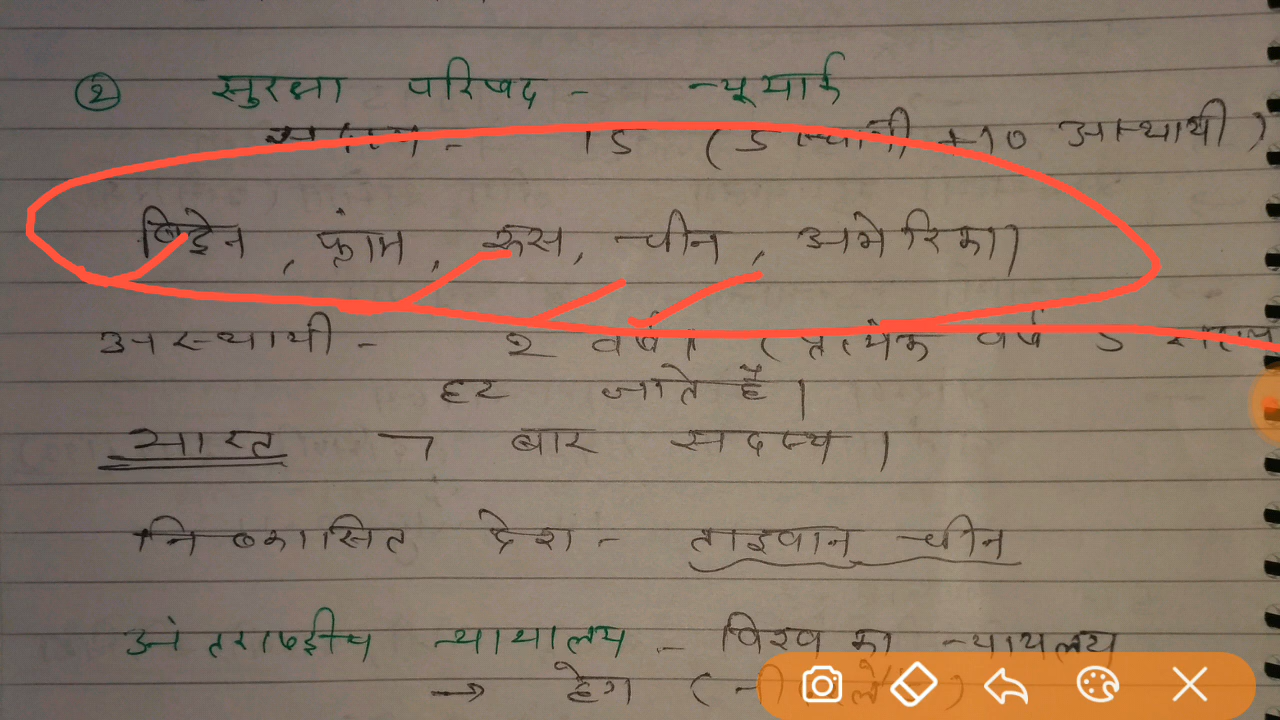 ② सुरक्षा परिषद - न्यूयार्क
सदस्य - 15 (5 स्थायी +10 अस्थायी)
ब्रिटेन, फ्रांस, रूस, चीन, अमेरिका।
अस्थायी - 2 वर्ष। (प्रत्येक वर्ष 5 सदस्य
हट जाते है।
भारत 7 बार सदस्य।
निष्कासित देश - ताइवान चीन
अंतराष्ट्रीय न्यायालय - विश्व का न्यायलय
→ हेग